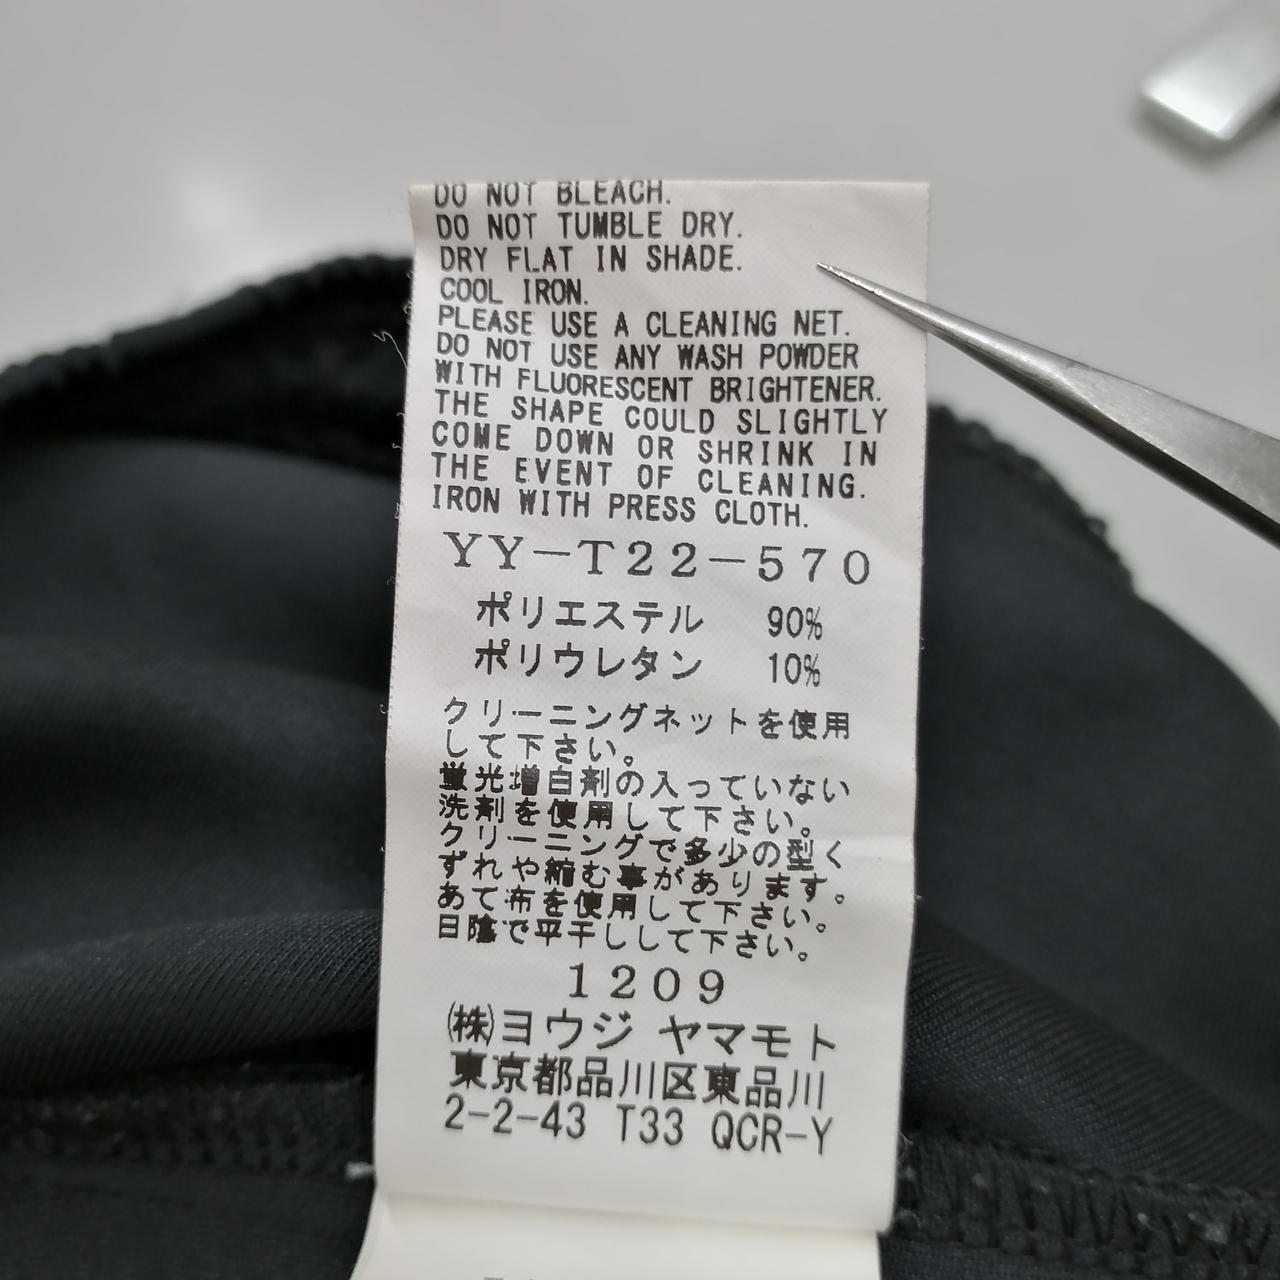 DO NOT BLEACH.
DO NOT TUMBLE DRY.
DRY FLAT IN SHADE.
COOL IRON.
PLEASE USE A CLEANING NET.
DO NOT USE ANY WASH POWDER
WITH FLUORESCENT BRIGHTENER.
THE SHAPE COULD SLIGHTLY
COME DOWN OR SHRINK IN
THE EVENT OF CLEANING.
IRON WITH PRESS CLOTH.
YY-T22-570
ポリエステル 90%
ポリウレタン 10%
クリーニングネットを使用
して下さい。
蛍光増白剤の入っていない
洗剤を使用して下さい。
クリーニングで多少の型く
ずれや縮む事があります。
あて布を使用して下さい。
日陰で平干しして下さい。
1209
㈱ヨウジ ヤマモト
東京都品川区東品川
2-2-43 T33 QCR-Y